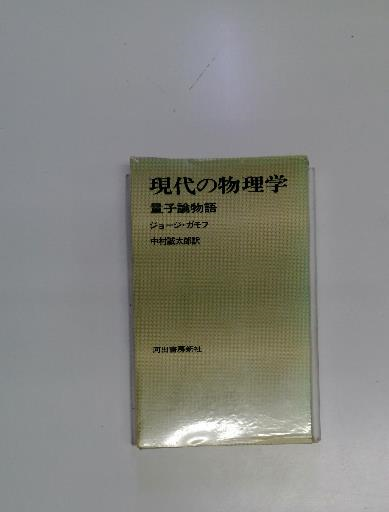 現代の物理学
量子論物語
ジョージ・ガモフ
中村誠太郎訳
河出書房新社